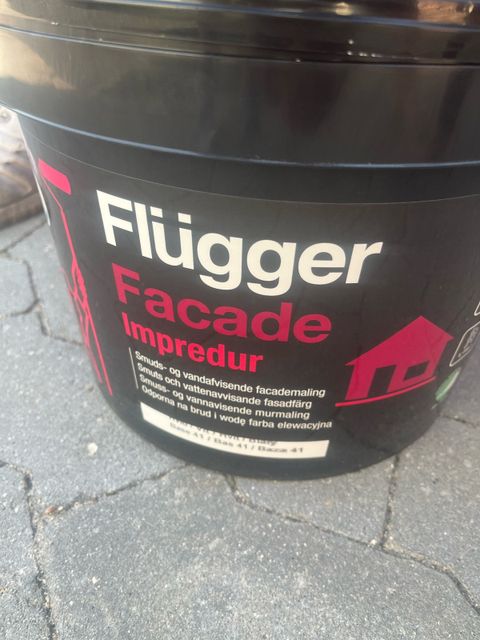 Flügger
Facade
Impredur
Smuds- og vandafvisende facademaling
Smuts och vattenavvisande fasadfärg
Smuss- og vannavisende murmaling
Odporna na brud i wodę farba elewacyjna
Base 41 / Bas 41 / Baza 41